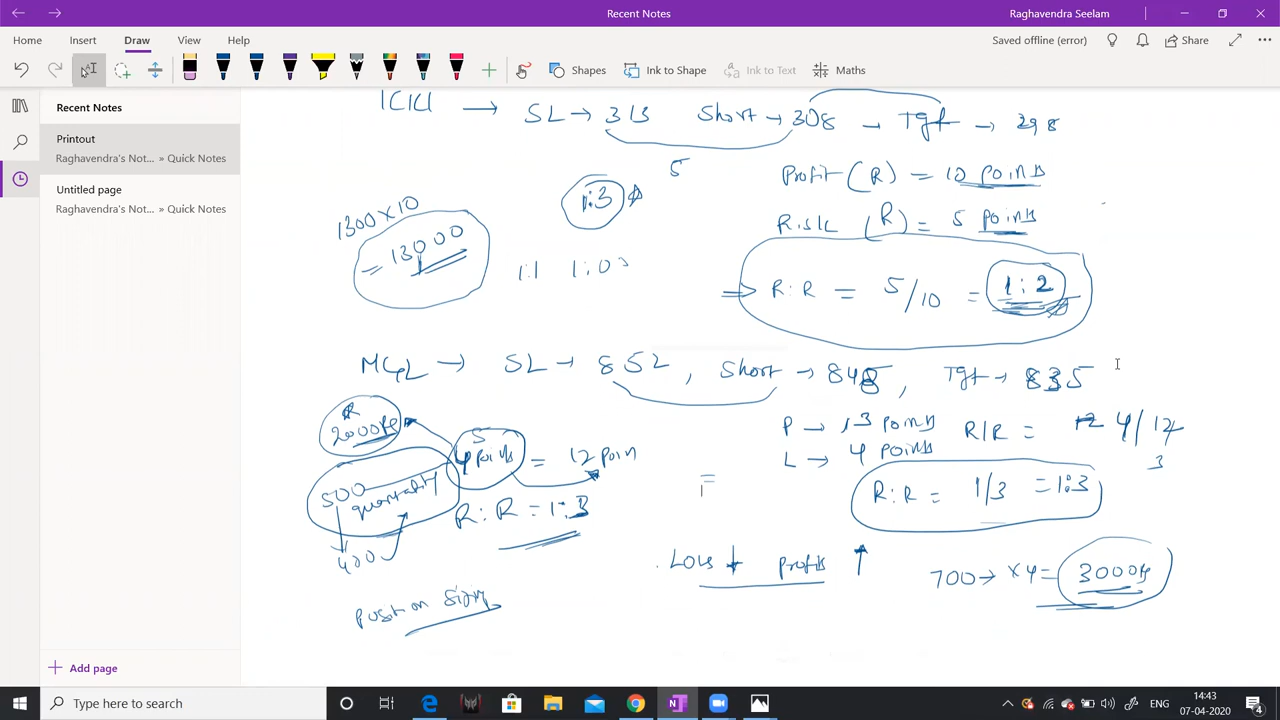 Recent Notes
Raghavendra Seelam
Home Insert Draw View Help
Saved offline (error)
Share
Shapes
Ink to Shape
Ink to Text
Maths
Recent Notes
Printout
Raghavendra's Not... » Quick Notes
Untitled page
Raghavendra's Not... » Quick Notes
Add page
ICICI → SL → 313 Short → 308 → Tgt → 298
5
Profit (R) = 10 points
1:3
Risk (R) = 5 points
1300 × 10
= 13000
1:1
⇒ R:R = 5/10 = 1:2
MGL → SL → 852, Short → 848, Tgt → 835
P → 13 points
R/R = 4/12
3
L → 4 points
2000
5
4 points = 12 poin
500 quantity
R:R = 1:3
=
R:R = 1/3 = 1:3
400
Loss ↓ profits ↑
700 → × 4 = 3000
Position Sizing
Type here to search
ENG
14:43
07-04-2020